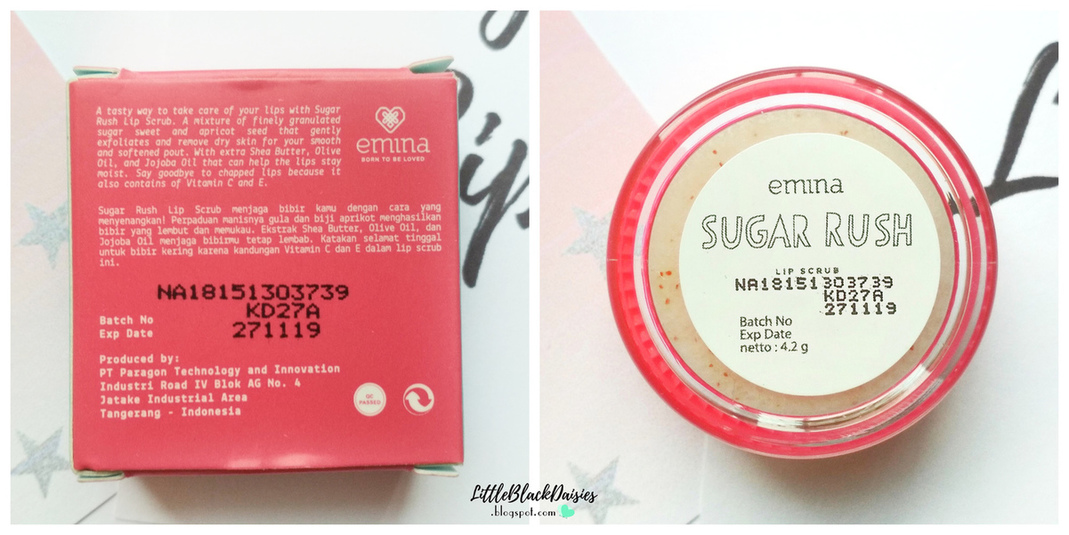 A tasty way to take care of your lips with Sugar
Rush Lip Scrub. A mixture of finely granulated
sugar sweet and apricot seed that gently
exfoliates and remove dry skin for your smooth
and softened pout. With extra Shea Butter, Olive
Oil, and Jojoba Oil that can help the lips stay
moist. Say goodbye to chapped lips because it
also contains of Vitamin C and E.
emina
BORN TO BE LOVED
Sugar Rush Lip Scrub menjaga bibir kamu dengan cara yang
menyenangkan! Perpaduan manisnya gula dan biji aprikot menghasilkan
bibir yang lembut dan memukau. Ekstrak Shea Butter, Olive Oil, dan
Jojoba Oil menjaga bibirmu tetap lembab. Katakan selamat tinggal
untuk bibir kering karena kandungan Vitamin C dan E dalam lip scrub
ini.
NA18151303739
Batch No KD27A
Exp Date 271119
Produced by:
PT Paragon Technology and Innovation
Industri Road IV Blok AG No. 4
Jatake Industrial Area
Tangerang - Indonesia
QC
PASSED
emina
SUGAR RUSH
LIP SCRUB
NA18151303739
KD27A
271119
Batch No
Exp Date
netto : 4.2 g
LittleBlackDaisies
.blogspot.com